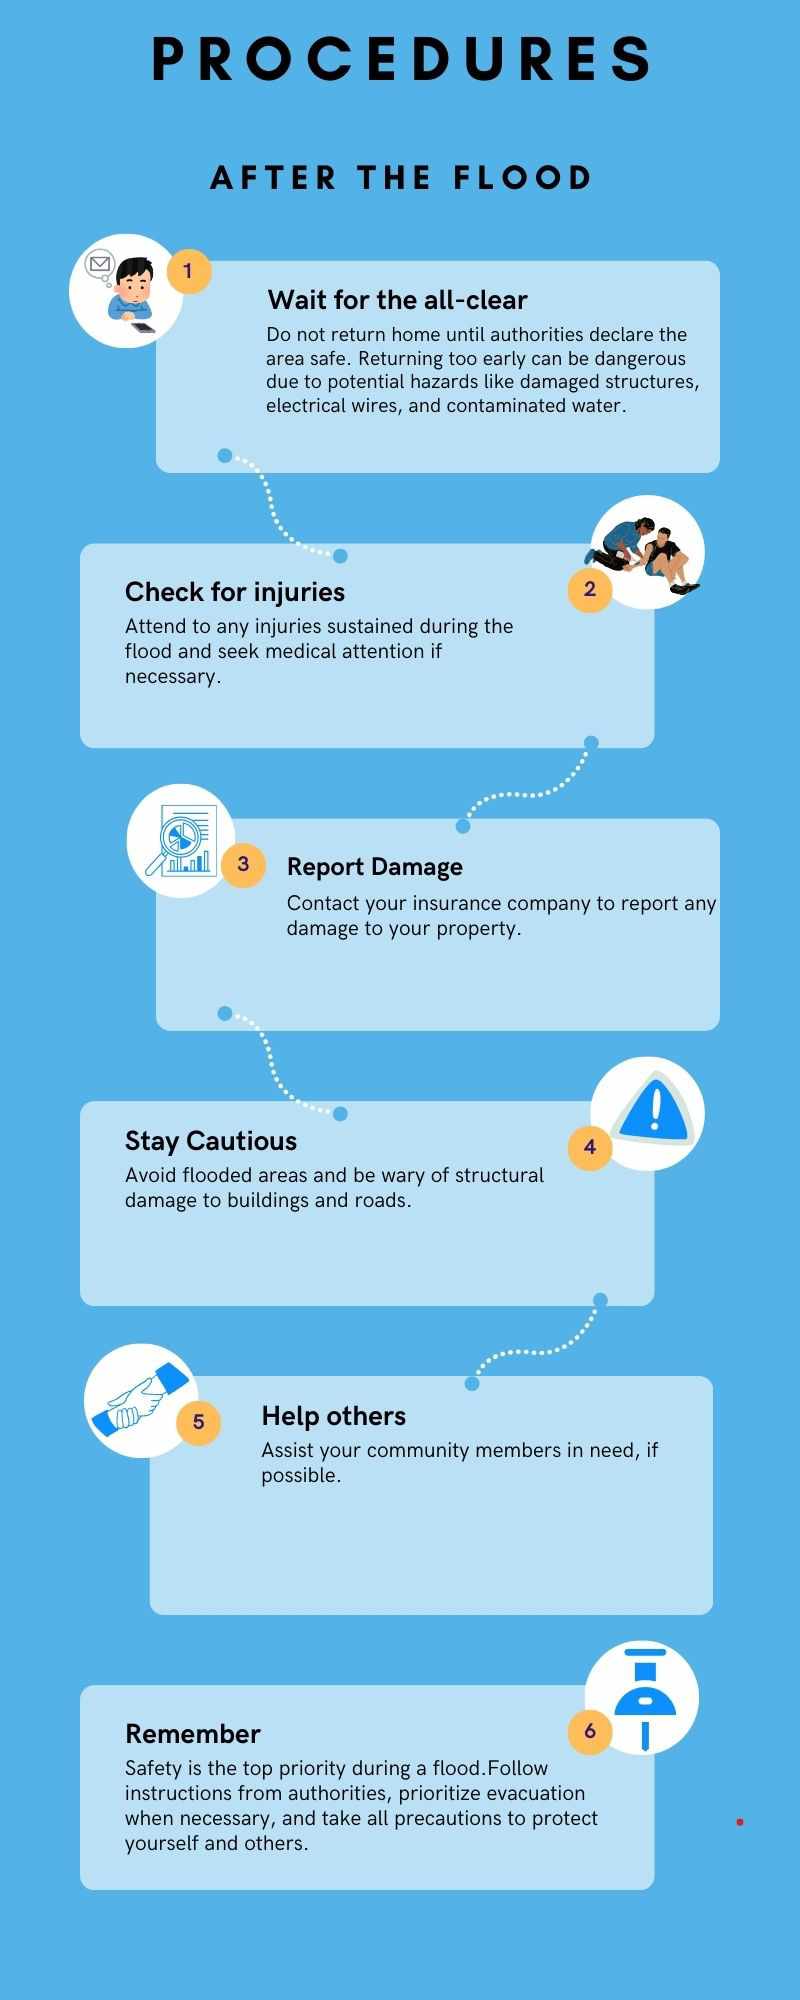 PROCEDURES
AFTER THE FLOOD
1
Wait for the all-clear
Do not return home until authorities declare the
area safe. Returning too early can be dangerous
due to potential hazards like damaged structures,
electrical wires, and contaminated water.
2
Check for injuries
Attend to any injuries sustained during the
flood and seek medical attention if
necessary.
3
Report Damage
Contact your insurance company to report any
damage to your property.
4
Stay Cautious
Avoid flooded areas and be wary of structural
damage to buildings and roads.
5
Help others
Assist your community members in need, if
possible.
6
Remember
Safety is the top priority during a flood.Follow
instructions from authorities, prioritize evacuation
when necessary, and take all precautions to protect
yourself and others.